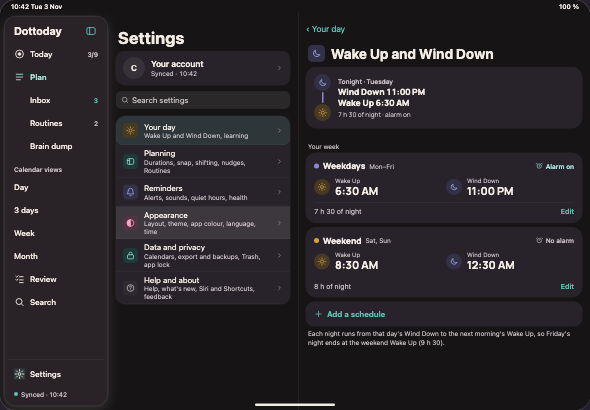 10:42 Tue 3 Nov
100 %
Dottoday
Today 3/9
Plan
Inbox 3
Routines 2
Brain dump
Calendar views
Day
3 days
Week
Month
Review
Search
Settings
Synced · 10:42
Settings
C
Your account
Synced · 10:42
Search settings
Your day
Wake Up and Wind Down, learning
Planning
Durations, snap, shifting, nudges,
Routines
Reminders
Alerts, sounds, quiet hours, health
Appearance
Layout, theme, app colour, language,
time
Data and privacy
Calendars, export and backups, Trash,
app lock
Help and about
Help, what's new, Siri and Shortcuts,
feedback
‹ Your day
Wake Up and Wind Down
Tonight · Tuesday
Wind Down 11:00 PM
Wake Up 6:30 AM
7 h 30 of night · alarm on
Your week
Weekdays Mon–Fri
Alarm on
Wake Up
6:30 AM
Wind Down
11:00 PM
7 h 30 of night
Edit
Weekend Sat, Sun
No alarm
Wake Up
8:30 AM
Wind Down
12:30 AM
8 h of night
Edit
+ Add a schedule
Each night runs from that day's Wind Down to the next morning's Wake Up, so Friday's
night ends at the weekend Wake Up (9 h 30).